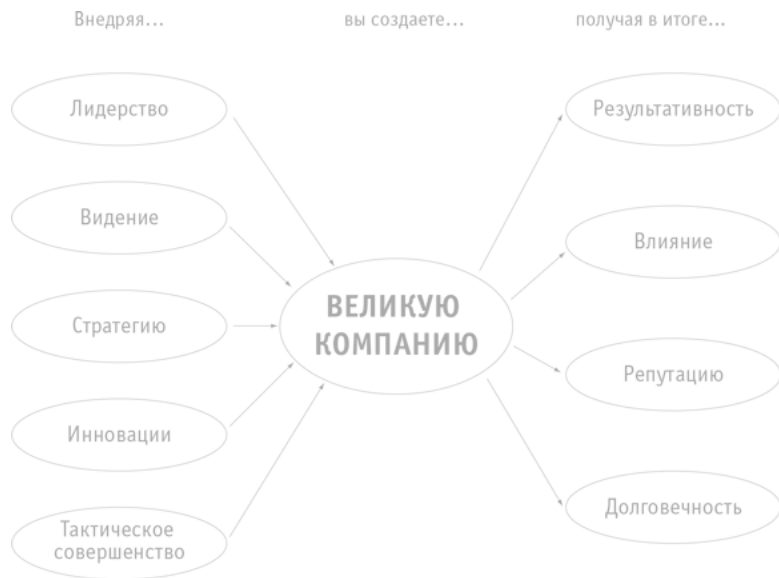 Внедряя...
вы создаете...
получая в итоге...
Лидерство
Видение
Стратегию
Инновации
Тактическое
совершенство
ВЕЛИКУЮ
КОМПАНИЮ
Результативность
Влияние
Репутацию
Долговечность